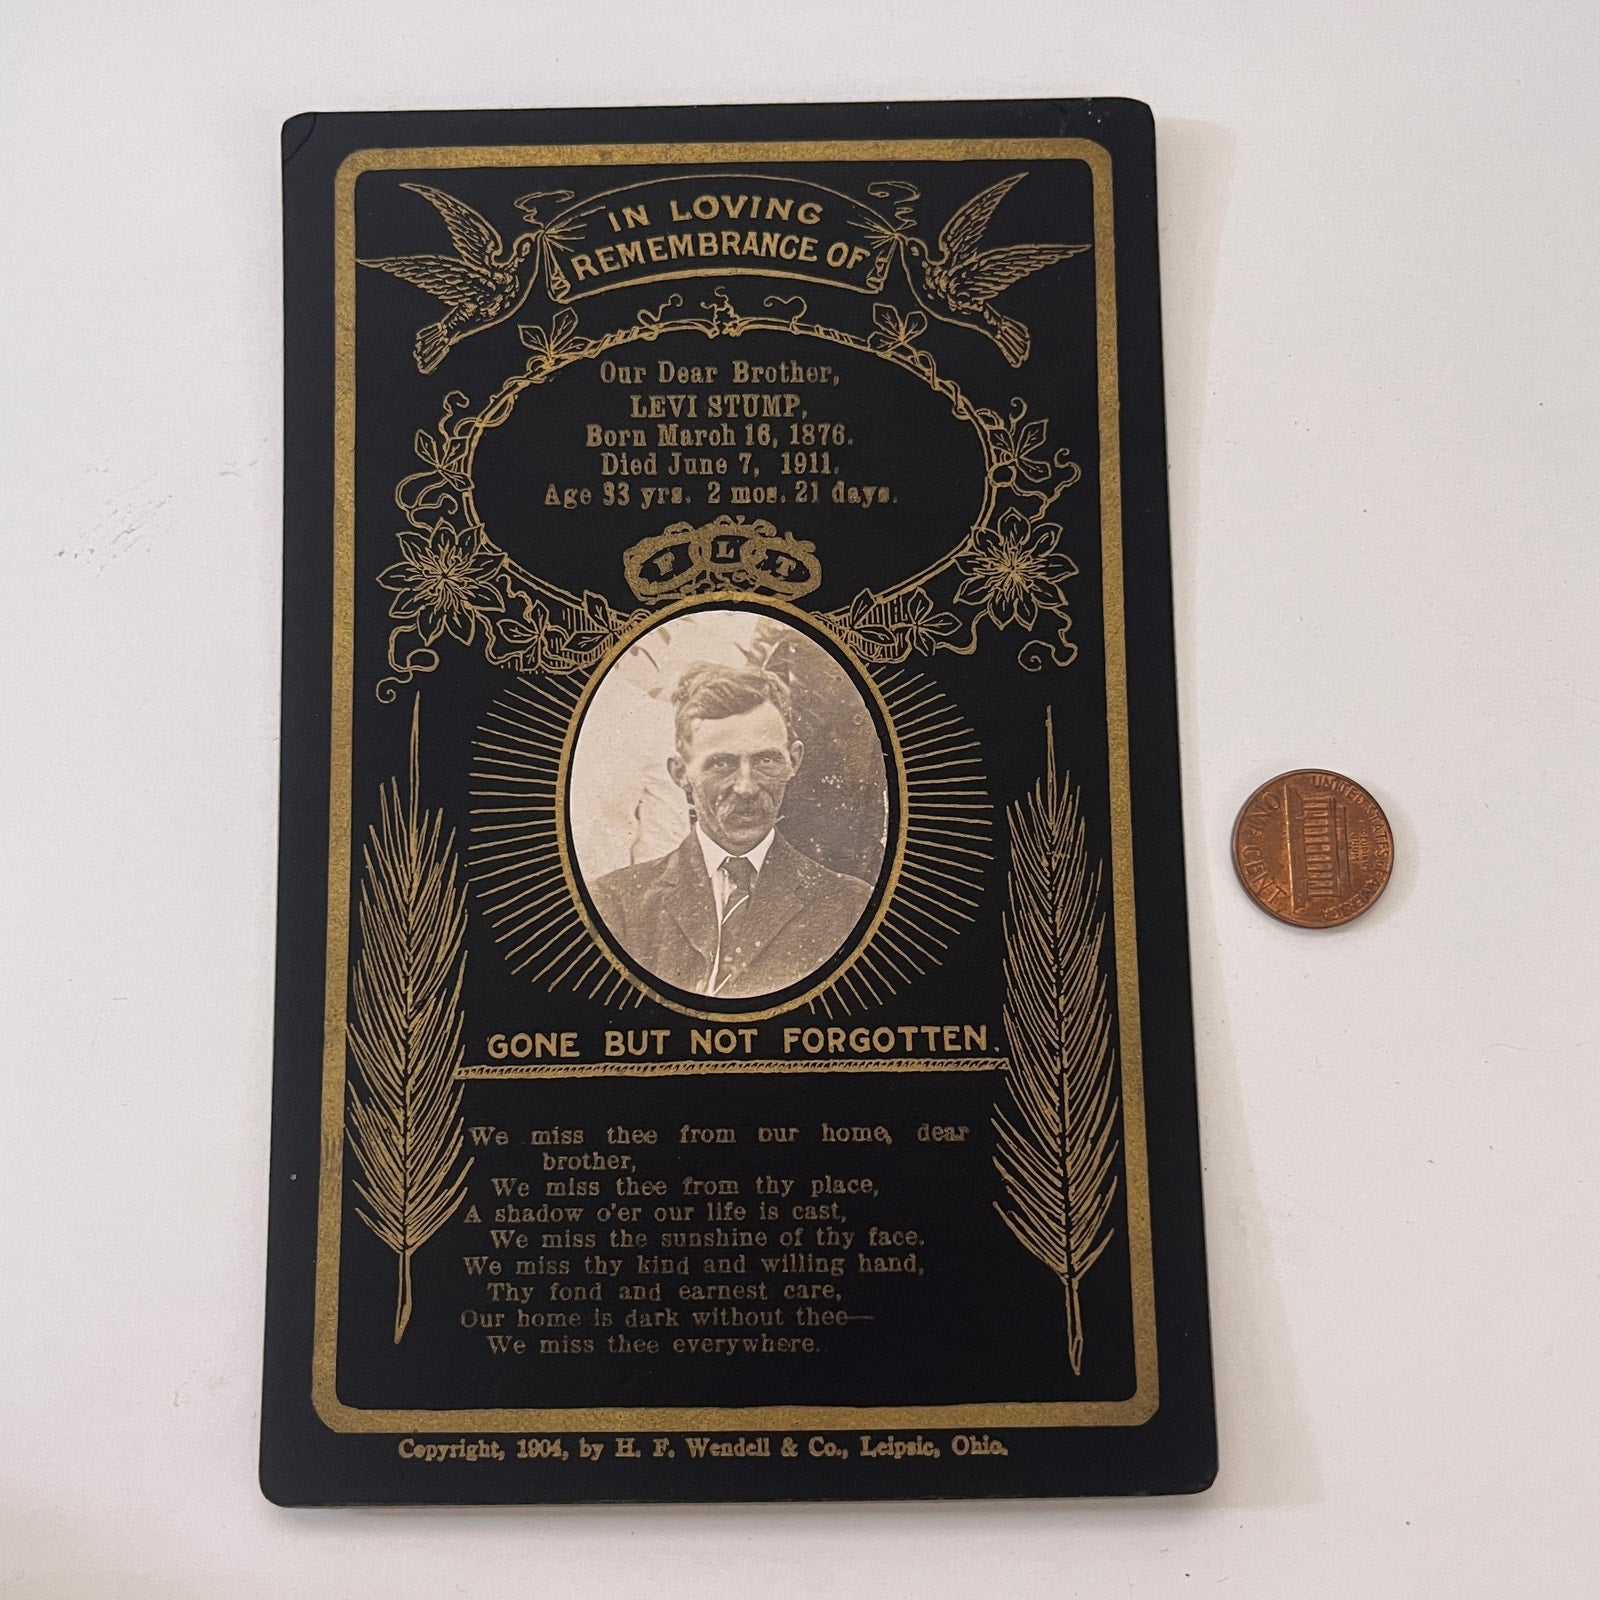 IN LOVING
REMEMBRANCE OF
Our Dear Brother,
LEVI STUMP,
Born March 16, 1876.
Died June 7, 1911.
Age 33 yrs. 2 mos. 21 days.
F L T
GONE BUT NOT FORGOTTEN.
We miss thee from our home, dear
brother,
We miss thee from thy place,
A shadow o'er our life is cast,
We miss the sunshine of thy face.
We miss thy kind and willing hand,
Thy fond and earnest care,
Our home is dark without thee—
We miss thee everywhere.
Copyright, 1904, by H. F. Wendell & Co., Leipsic, Ohio.
UNITED STATES OF AMERICA
ONE CENT